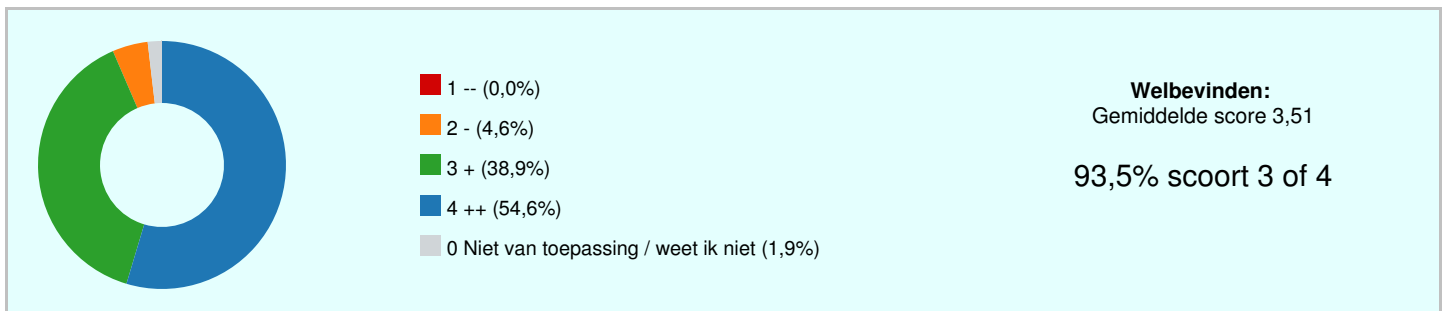 1 -- (0,0%)
2 - (4,6%)
3 + (38,9%)
4 ++ (54,6%)
0 Niet van toepassing / weet ik niet (1,9%)
Welbevinden:
Gemiddelde score 3,51
93,5% scoort 3 of 4